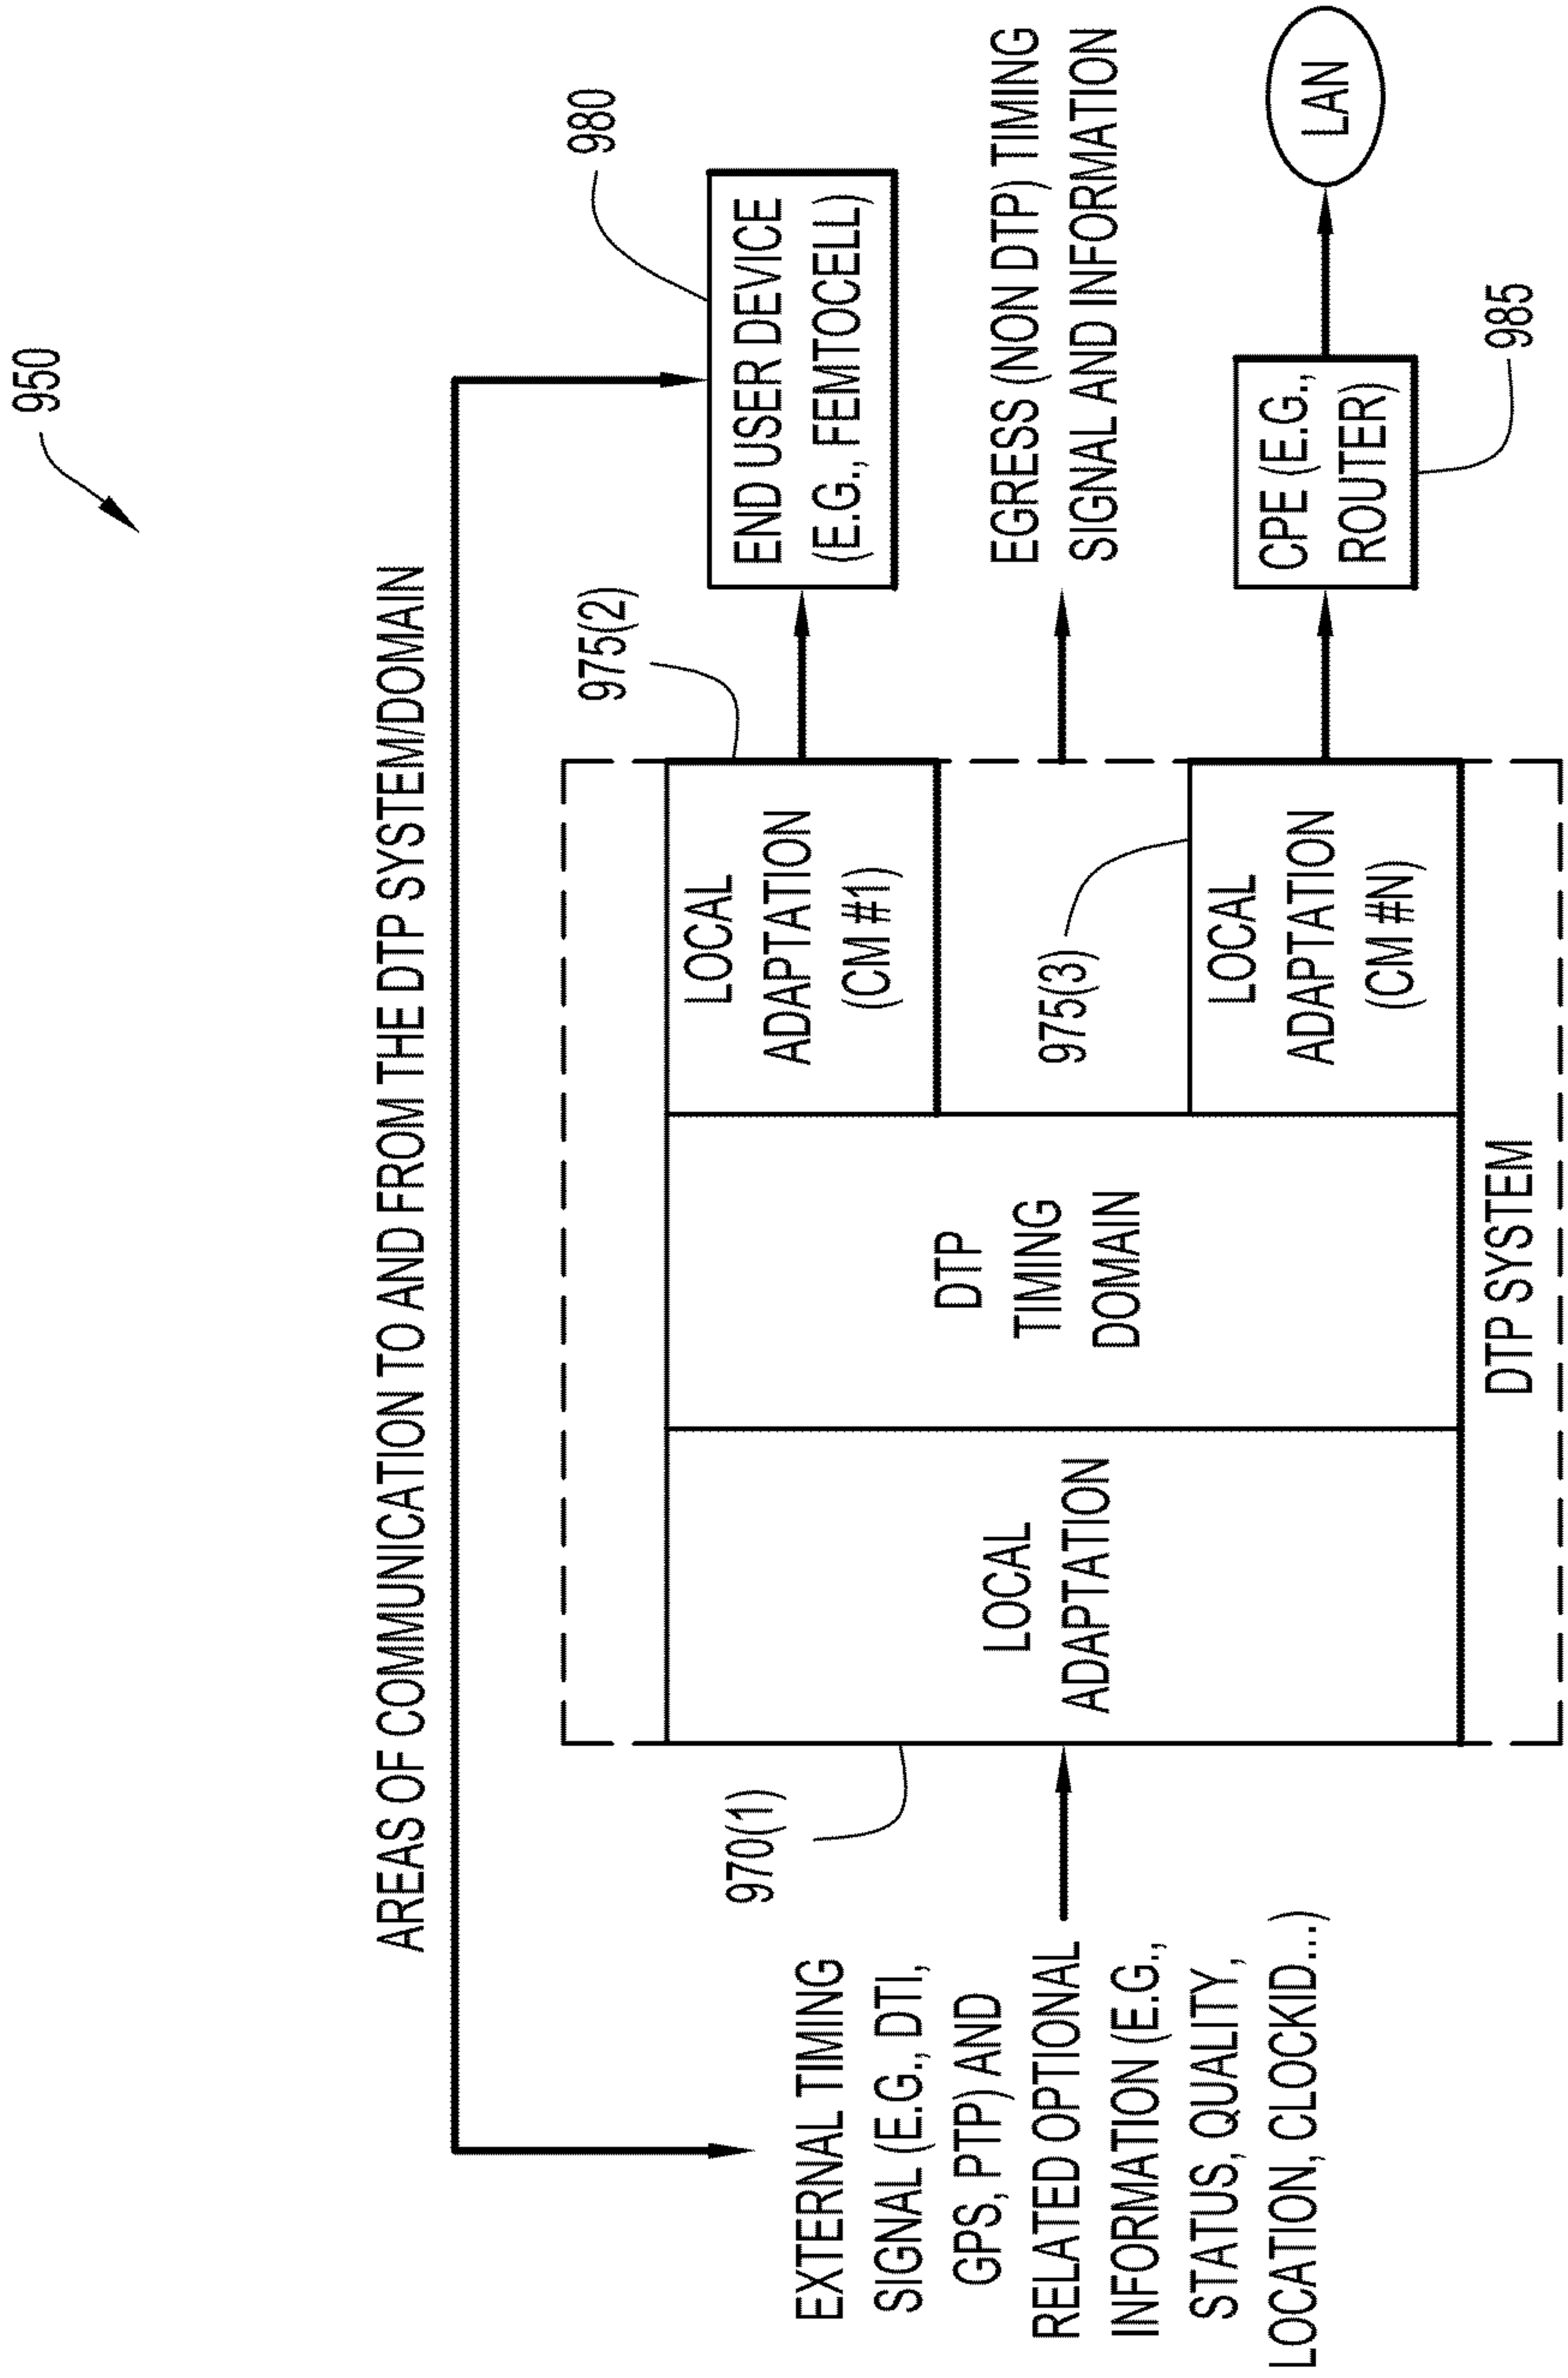 950
AREAS OF COMMUNICATION TO AND FROM THE DTP SYSTEM/DOMAIN
EXTERNAL TIMING
SIGNAL (E.G., DTI,
GPS, PTP) AND
RELATED OPTIONAL
INFORMATION (E.G.,
STATUS, QUALITY,
LOCATION, CLOCKID...)
970(1)
LOCAL
ADAPTATION
DTP
TIMING
DOMAIN
LOCAL
ADAPTATION
(CM #1)
975(2)
975(3)
LOCAL
ADAPTATION
(CM #N)
DTP SYSTEM
END USER DEVICE
(E.G., FEMTOCELL)
980
EGRESS (NON DTP) TIMING
SIGNAL AND INFORMATION
CPE (E.G.,
ROUTER)
985
LAN